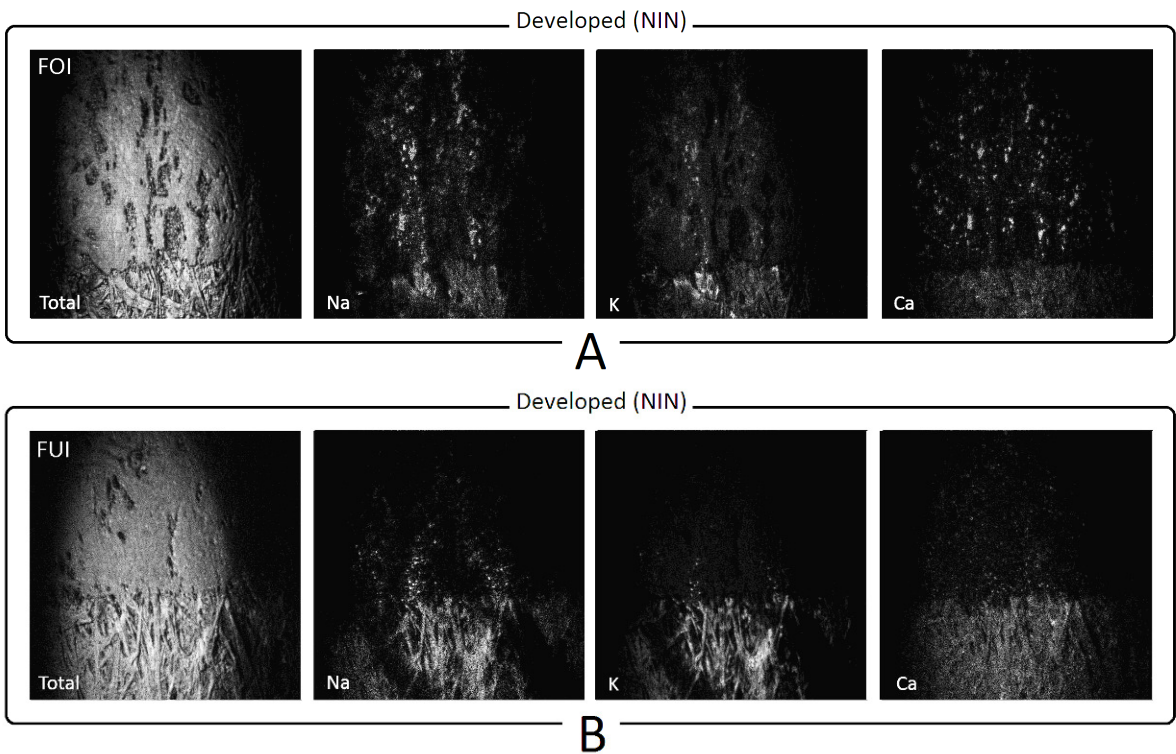 Developed (NIN)
FOI
Total
Na
K
Ca
A
Developed (NIN)
FUI
Total
Na
K
Ca
B